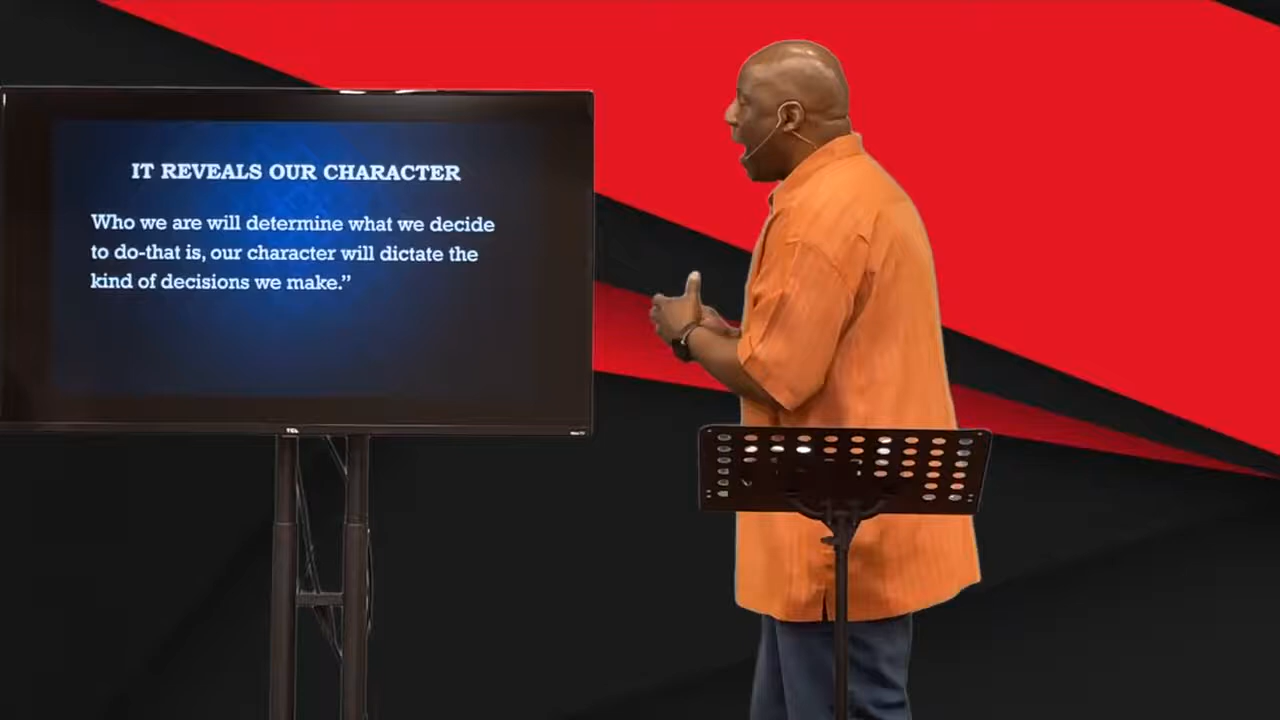 IT REVEALS OUR CHARACTER
Who we are will determine what we decide
to do-that is, our character will dictate the
kind of decisions we make.”
TCL